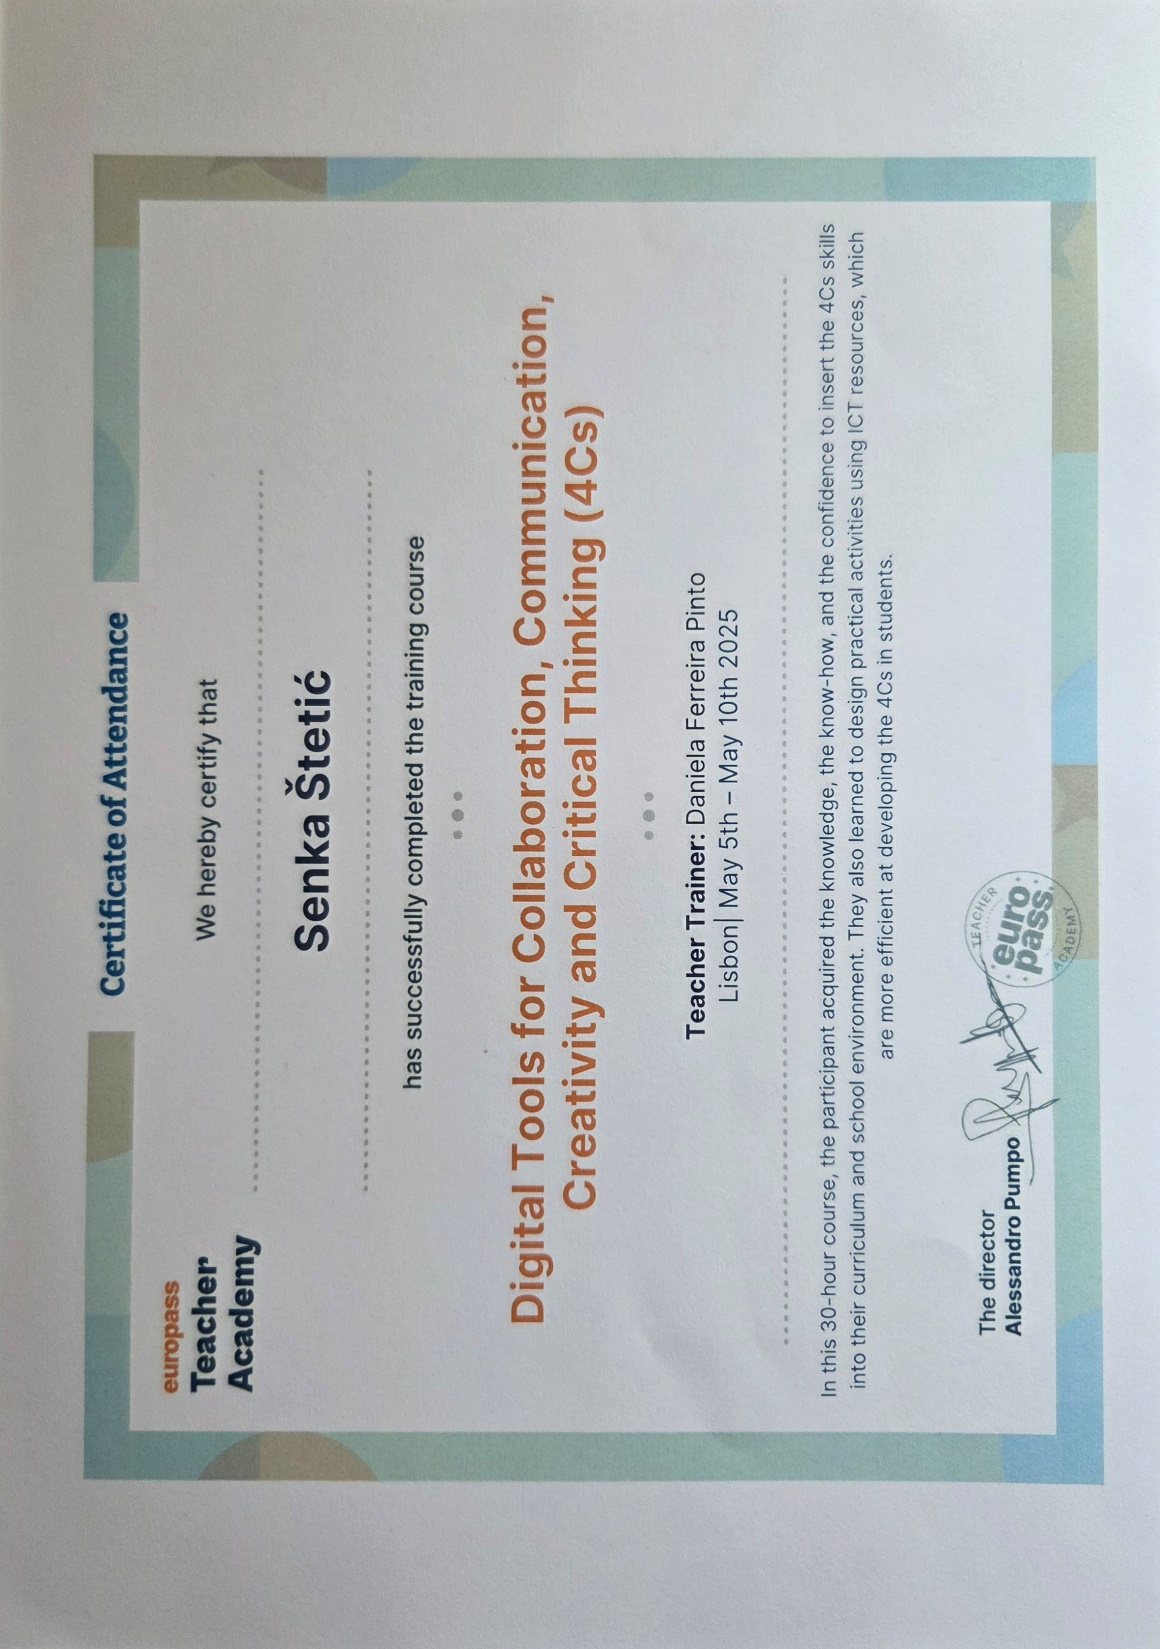 Certificate of Attendance
europass
Teacher
Academy
We hereby certify that
Senka Štetić
has successfully completed the training course
Digital Tools for Collaboration, Communication,
Creativity and Critical Thinking (4Cs)
Teacher Trainer: Daniela Ferreira Pinto
Lisbon| May 5th – May 10th 2025
In this 30-hour course, the participant acquired the knowledge, the know-how, and the confidence to insert the 4Cs skills
into their curriculum and school environment. They also learned to design practical activities using ICT resources, which
are more efficient at developing the 4Cs in students.
The director
Alessandro Pumpo
TEACHER
euro
pass.
ACADEMY